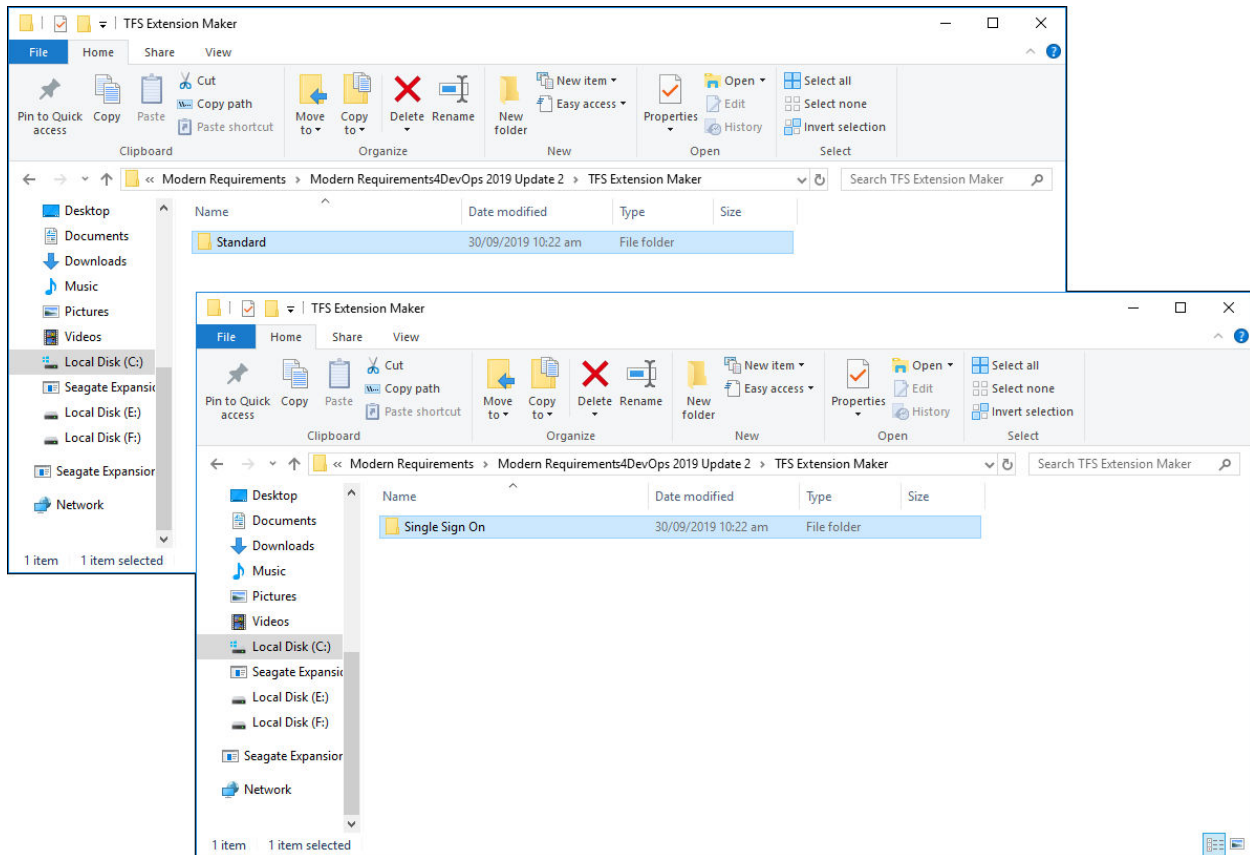 TFS Extension Maker
File Home Share View
Pin to Quick access Copy Paste Cut Copy path Paste shortcut Move to Copy to Delete Rename New folder New item Easy access Properties Open Edit History Select all Select none Invert selection
Clipboard Organize New Open Select
« Modern Requirements > Modern Requirements4DevOps 2019 Update 2 > TFS Extension Maker Search TFS Extension Maker
Name Date modified Type Size
Standard 30/09/2019 10:22 am File folder
Desktop
Documents
Downloads
Music
Pictures
Videos
Local Disk (C:)
Seagate Expansic
Local Disk (E:)
Local Disk (F:)
Seagate Expansior
Network
1 item 1 item selected
TFS Extension Maker
File Home Share View
Pin to Quick access Copy Paste Cut Copy path Paste shortcut Move to Copy to Delete Rename New folder New item Easy access Properties Open Edit History Select all Select none Invert selection
Clipboard Organize New Open Select
« Modern Requirements > Modern Requirements4DevOps 2019 Update 2 > TFS Extension Maker Search TFS Extension Maker
Name Date modified Type Size
Single Sign On 30/09/2019 10:22 am File folder
Desktop
Documents
Downloads
Music
Pictures
Videos
Local Disk (C:)
Seagate Expansic
Local Disk (E:)
Local Disk (F:)
Seagate Expansior
Network
1 item 1 item selected